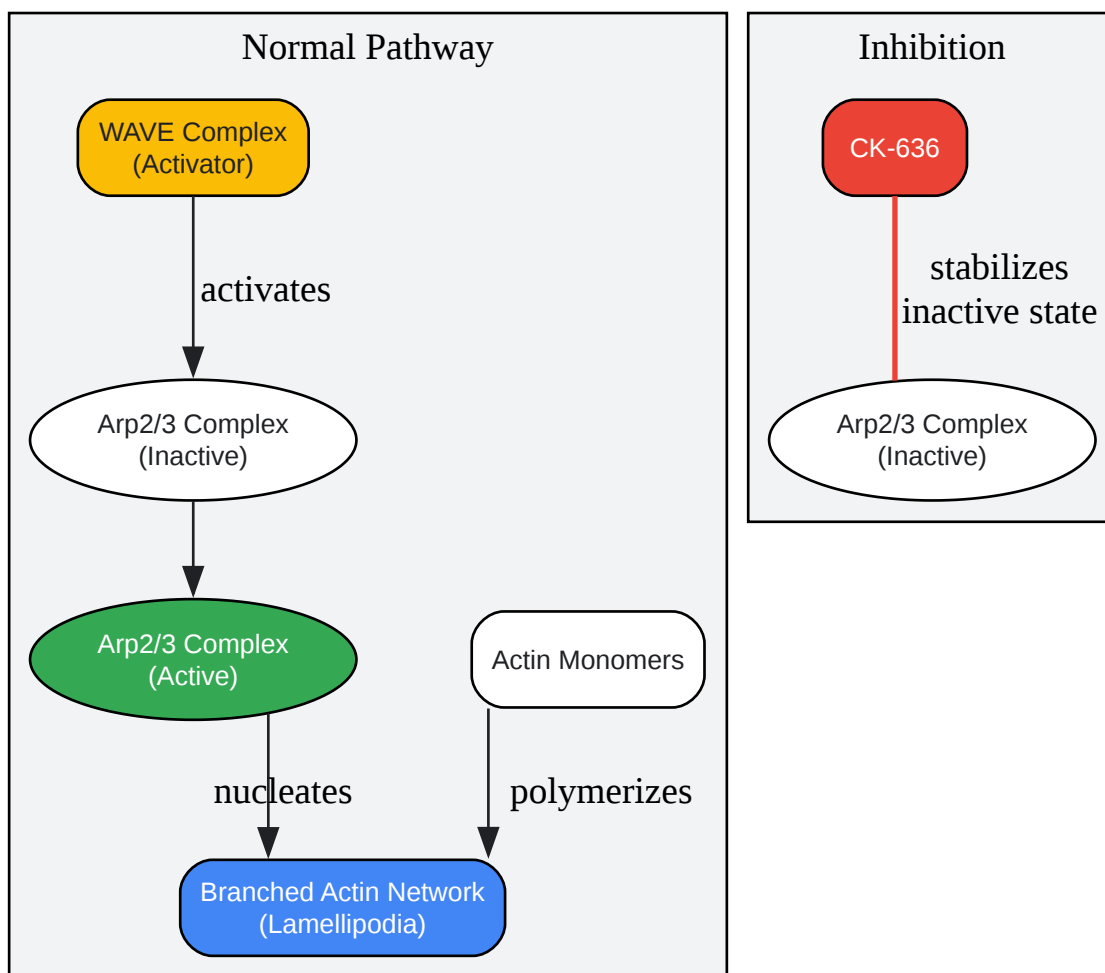 Normal Pathway
WAVE Complex
(Activator)
activates
Arp2/3 Complex
(Inactive)
Arp2/3 Complex
(Active)
Actin Monomers
nucleates
polymerizes
Branched Actin Network
(Lamellipodia)
Inhibition
CK-636
stabilizes
inactive state
Arp2/3 Complex
(Inactive)